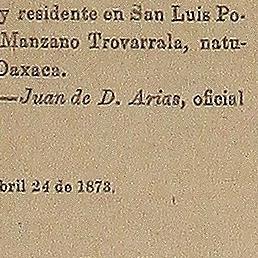 y residente en San Luis Po-
Manzano Trovarrala, natu-
Oaxaca.
—Juan de D. Arias, oficial
bril 24 de 1873.